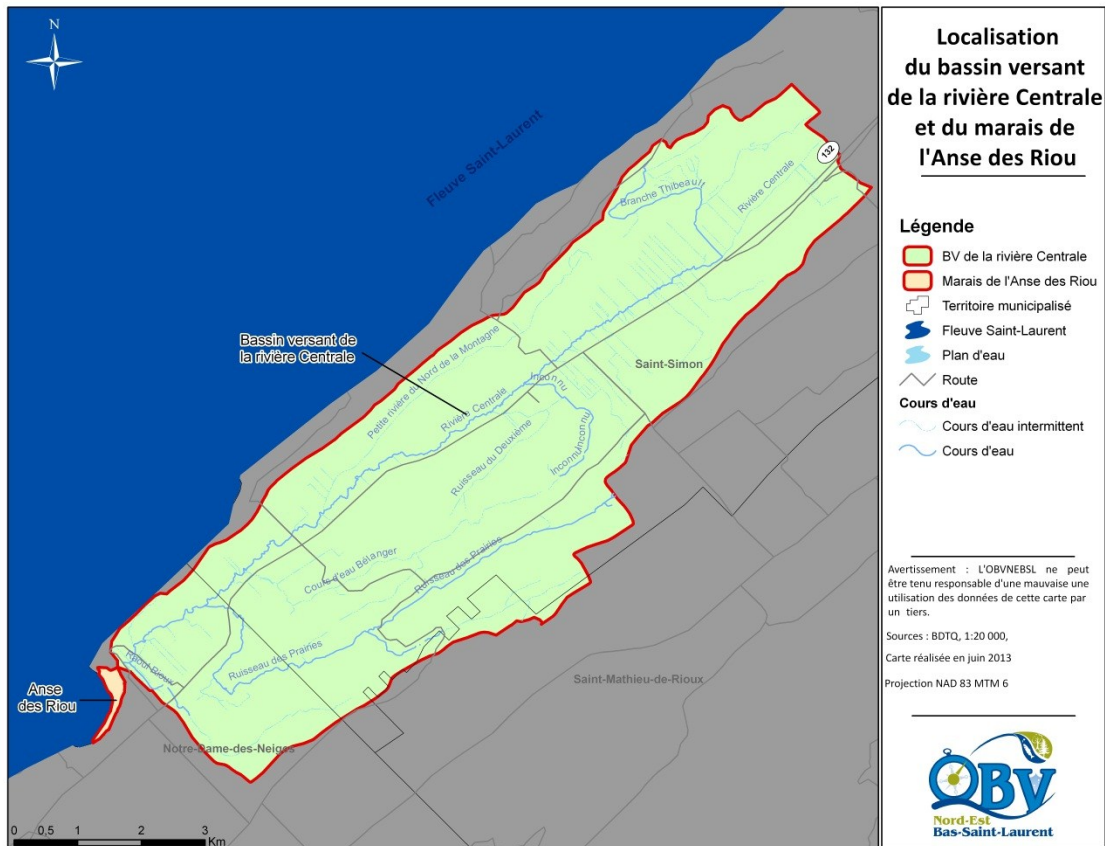 N
Fleuve Saint-Laurent
132
Branche Thibeault
Rivière Centrale
Bassin versant de
la rivière Centrale
Petite rivière du Nord de la Montagne
Saint-Simon
Inconnu
Rivière Centrale
Inconnu
Ruisseau du Deuxième
Inconnu
Cours d'eau Bélanger
Ruisseau des Prairies
Raoul Rioux
Ruisseau des Prairies
Saint-Mathieu-de-Rioux
Anse
des Riou
Notre-Dame-des-Neiges
0 0,5 1 2 3
Km
Localisation
du bassin versant
de la rivière Centrale
et du marais de
l'Anse des Riou
Légende
BV de la rivière Centrale
Marais de l'Anse des Riou
Territoire municipalisé
Fleuve Saint-Laurent
Plan d'eau
Route
Cours d'eau
Cours d'eau intermittent
Cours d'eau
Avertissement : L'OBVNEBSL ne peut
être tenu responsable d'une mauvaise une
utilisation des données de cette carte par
un tiers.
Sources : BDTQ, 1:20 000,
Carte réalisée en juin 2013
Projection NAD 83 MTM 6
OBV
Nord-Est
Bas-Saint-Laurent